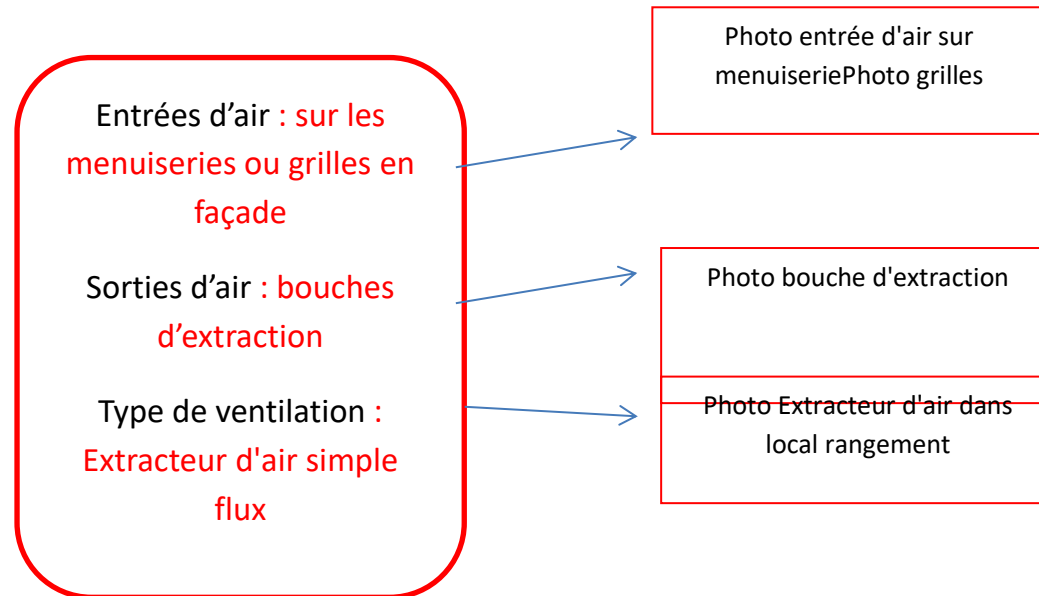 Photo entrée d'air sur
menuiseriePhoto grilles
Entrées d’air : sur les
menuiseries ou grilles en
façade
Sorties d’air : bouches
d’extraction
Photo bouche d'extraction
Type de ventilation :
Extracteur d'air simple
flux
Photo Extracteur d'air dans
local rangement